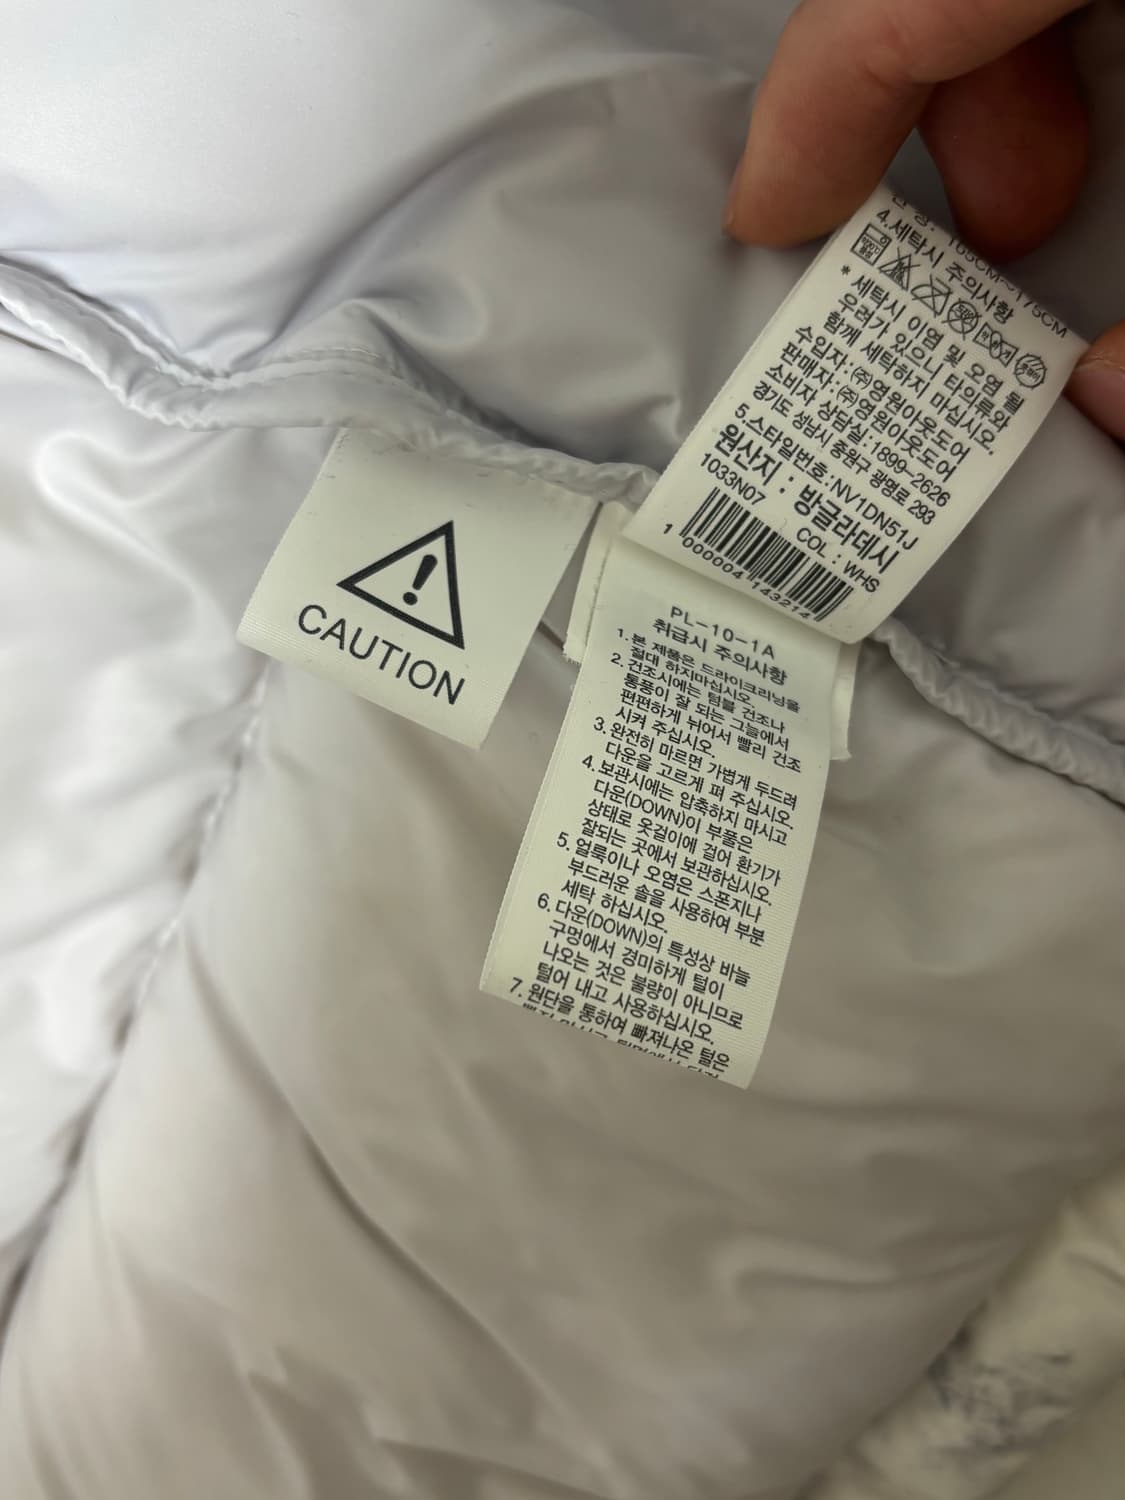 신 장: 165CM~175CM
4.세탁시 주의사항
* 세탁시 이염 및 오염 될
우려가 있으니 타의류와
함께 세탁하지 마십시오.
수입자:㈜영원아웃도어
판매자:㈜영원아웃도어
소비자 상담실:1899-2626
경기도 성남시 중원구 광명로 293
5.스타일번호:NV1DN51J
원산지 : 방글라데시
1033N07 COL : WHS
1 000004 143214
CAUTION
PL-10-1A
취급시 주의사항
1.본 제품은 드라이크리닝을
절대 하지마십시오.
2.건조시에는 텀블 건조나
통풍이 잘 되는 그늘에서
편편하게 뉘어서 빨리 건조
시켜 주십시오.
3.완전히 마르면 가볍게 두드려
다운을 고르게 펴 주십시오.
4.보관시에는 압축하지 마시고
다운(DOWN)이 부풀은
상태로 옷걸이에 걸어 환기가
잘되는 곳에서 보관하십시오.
5.얼룩이나 오염은 스폰지나
부드러운 솔을 사용하여 부분
세탁 하십시오.
6.다운(DOWN)의 특성상 바늘
구멍에서 경미하게 털이
나오는 것은 불량이 아니므로
털어 내고 사용하십시오.
7.원단을 통하여 빠져나온 털은